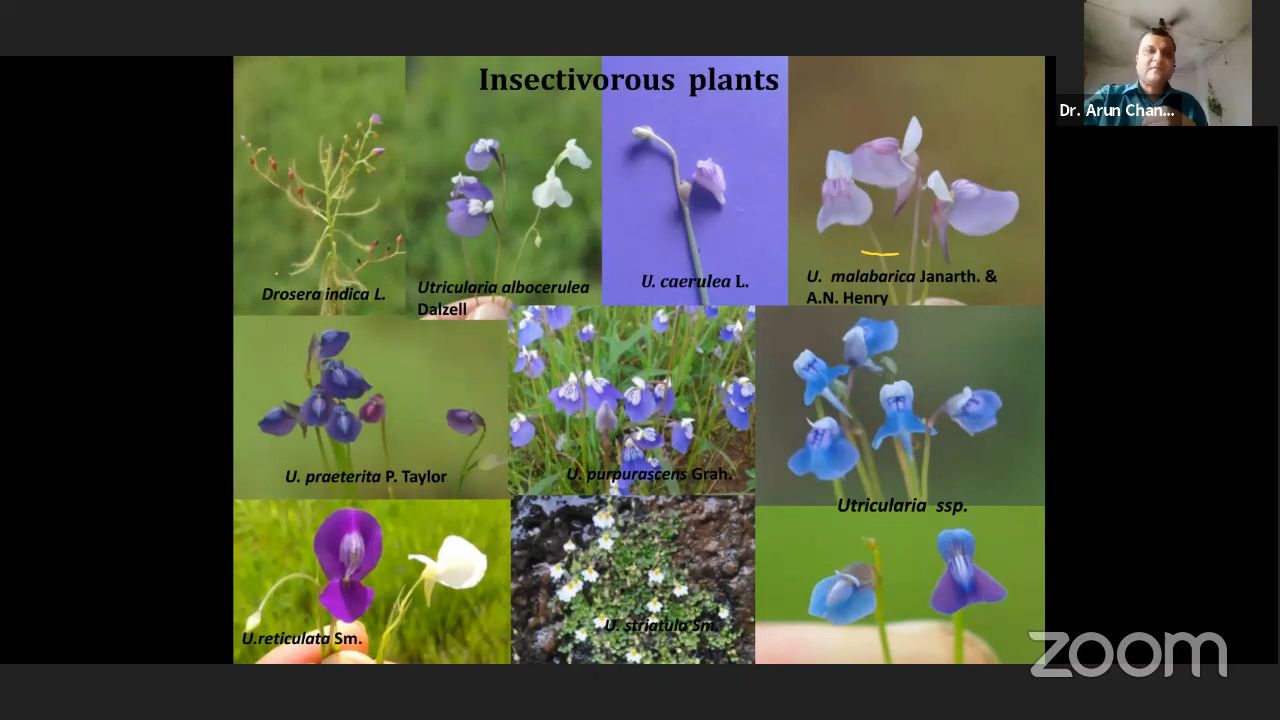 Insectivorous plants
Dr. Arun Chan...
Drosera indica L.
Utricularia albocerulea
Dalzell
U. caerulea L.
U. malabarica Janarth. &
A.N. Henry
U. praeterita P. Taylor
U. purpurascens Grah.
Utricularia ssp.
U.reticulata Sm.
U. striatula Sm.
zoom